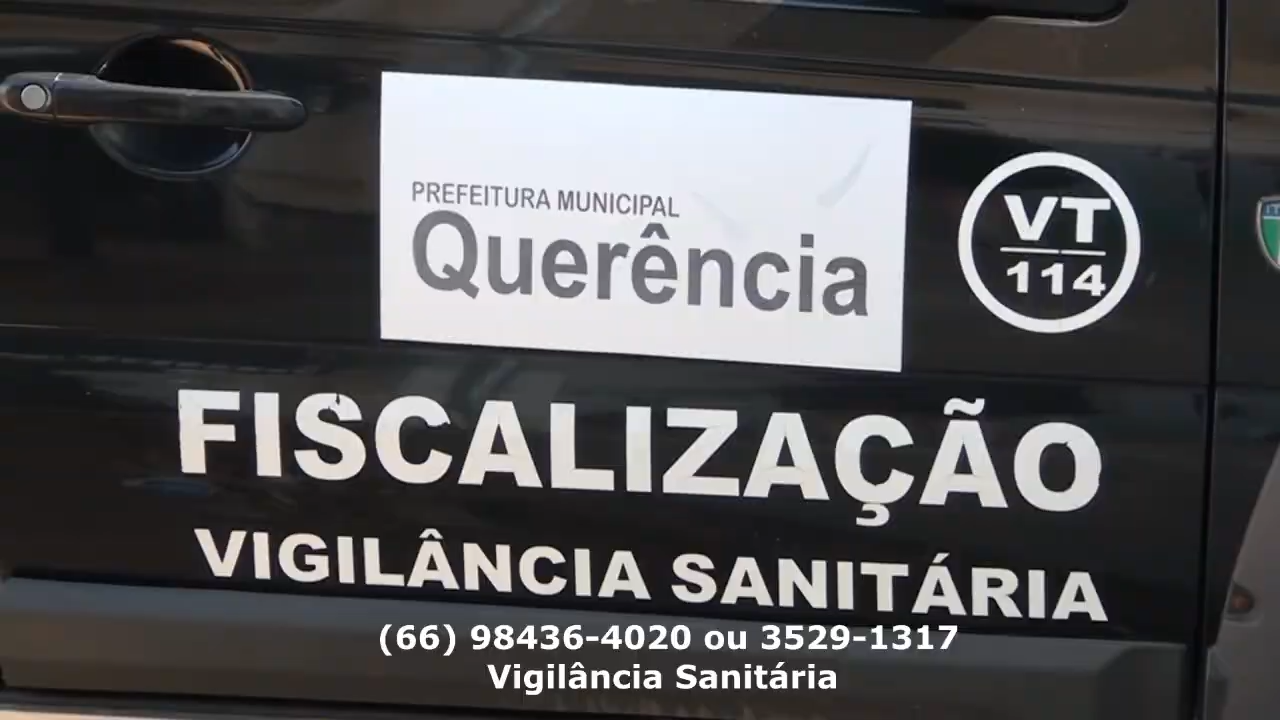 PREFEITURA MUNICIPAL
Querência
VT
114
FISCALIZAÇÃO
VIGILÂNCIA SANITÁRIA
(66) 98436-4020 ou 3529-1317
Vigilância Sanitária